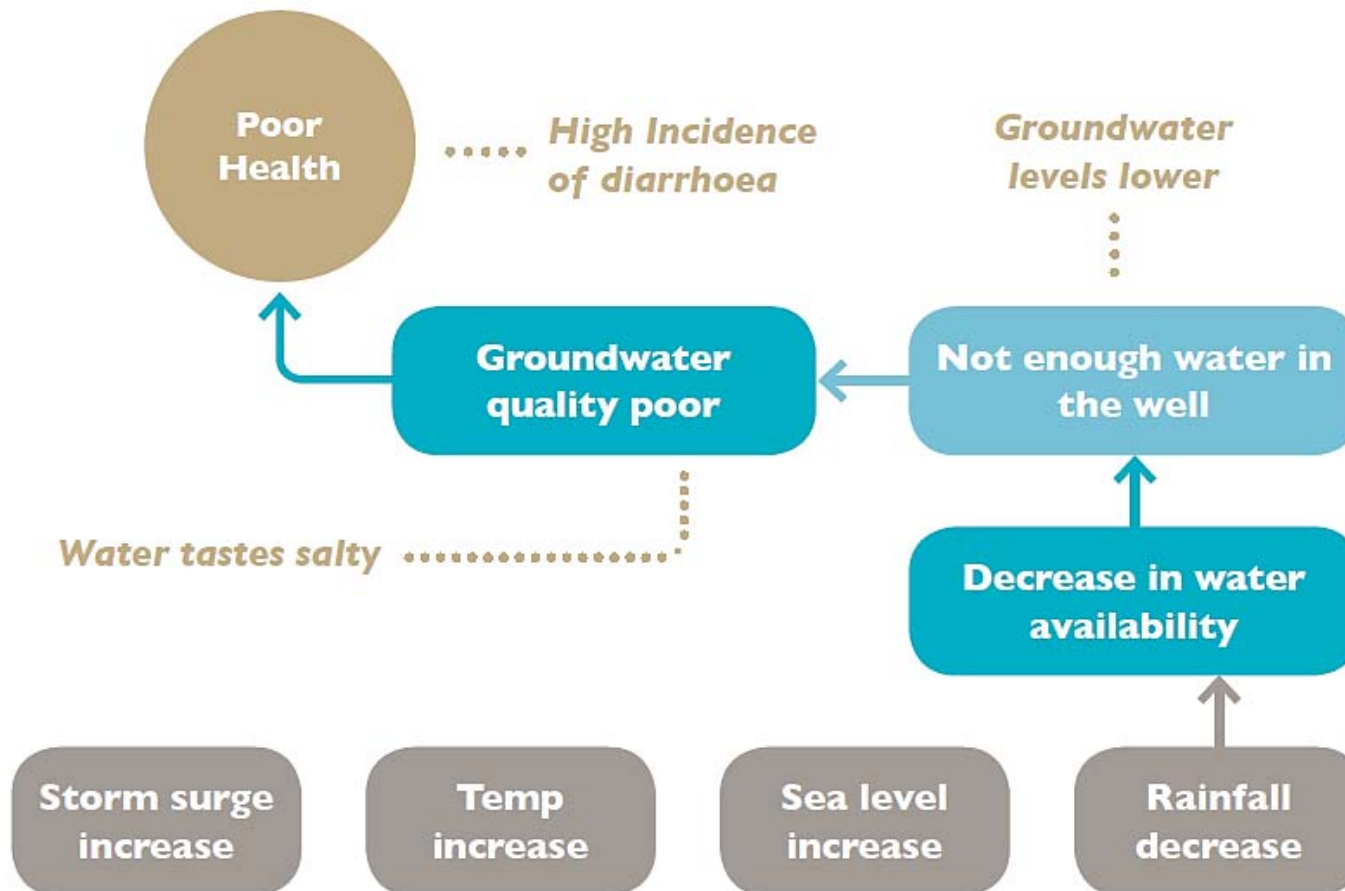 Poor
Health
High Incidence
of diarrhoea
Groundwater
levels lower
Groundwater
quality poor
Not enough water in
the well
Water tastes salty
Decrease in water
availability
Storm surge
increase
Temp
increase
Sea level
increase
Rainfall
decrease